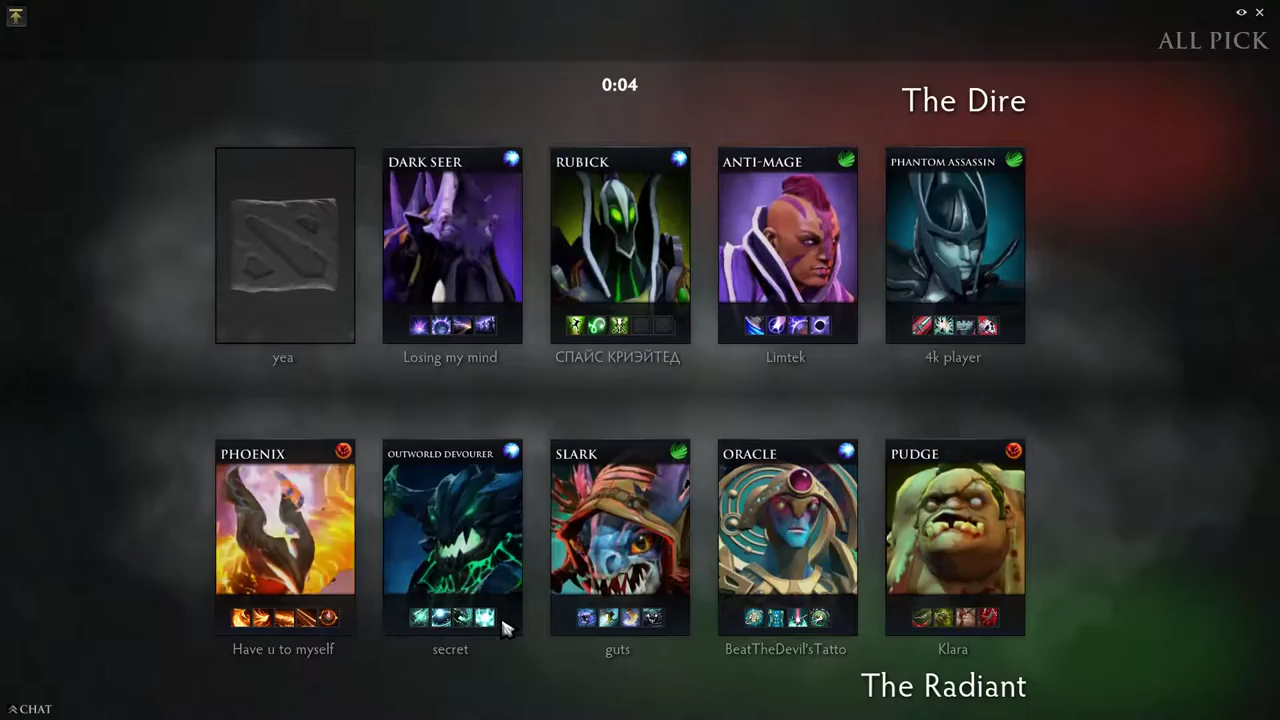 ALL PICK
0:04
The Dire
DARK SEER
RUBICK
ANTI-MAGE
PHANTOM ASSASSIN
yea
Losing my mind
СПАЙС КРИЭЙТЕД
Limtek
4k player
PHOENIX
OUTWORLD DEVOURER
SLARK
ORACLE
PUDGE
Have u to myself
secret
guts
BeatTheDevil'sTatto
Klara
The Radiant
CHAT